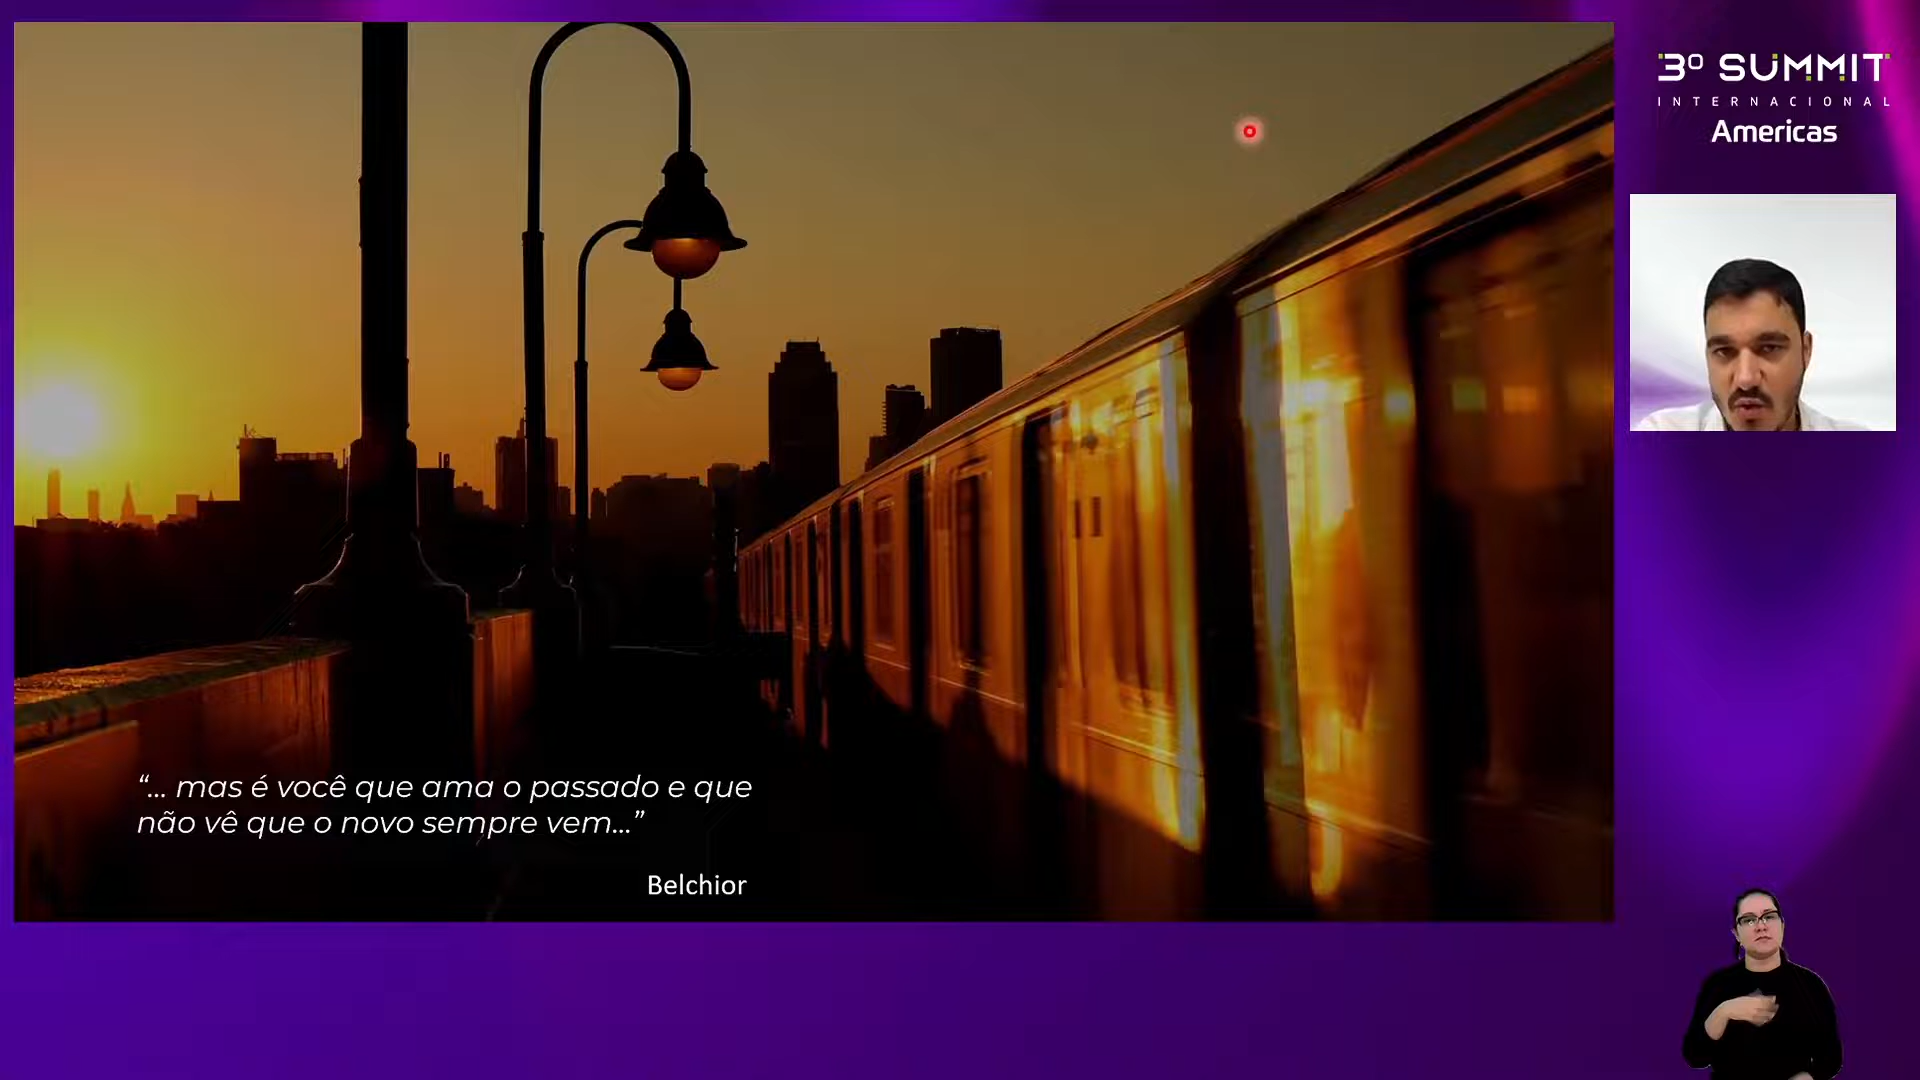 3º SUMMIT
INTERNACIONAL
Americas
“... mas é você que ama o passado e que
não vê que o novo sempre vem...”
Belchior